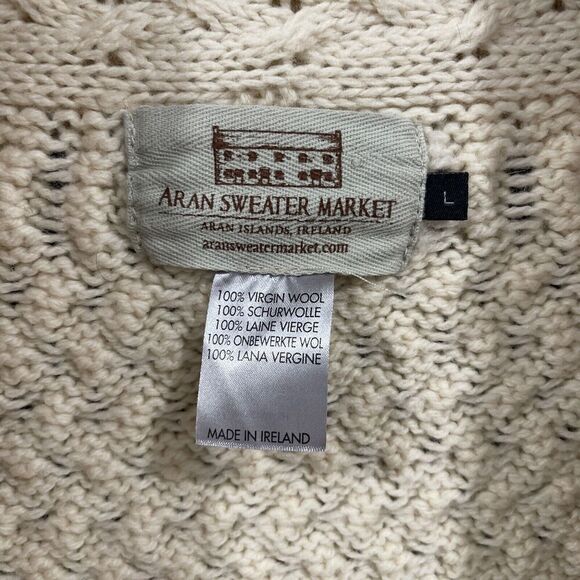 ARAN SWEATER MARKET
ARAN ISLANDS, IRELAND
aransweatermarket.com
L
100% VIRGIN WOOL
100% SCHURWOLLE
100% LAINE VIERGE
100% ONBEWERKTE WOL
100% LANA VERGINE
MADE IN IRELAND